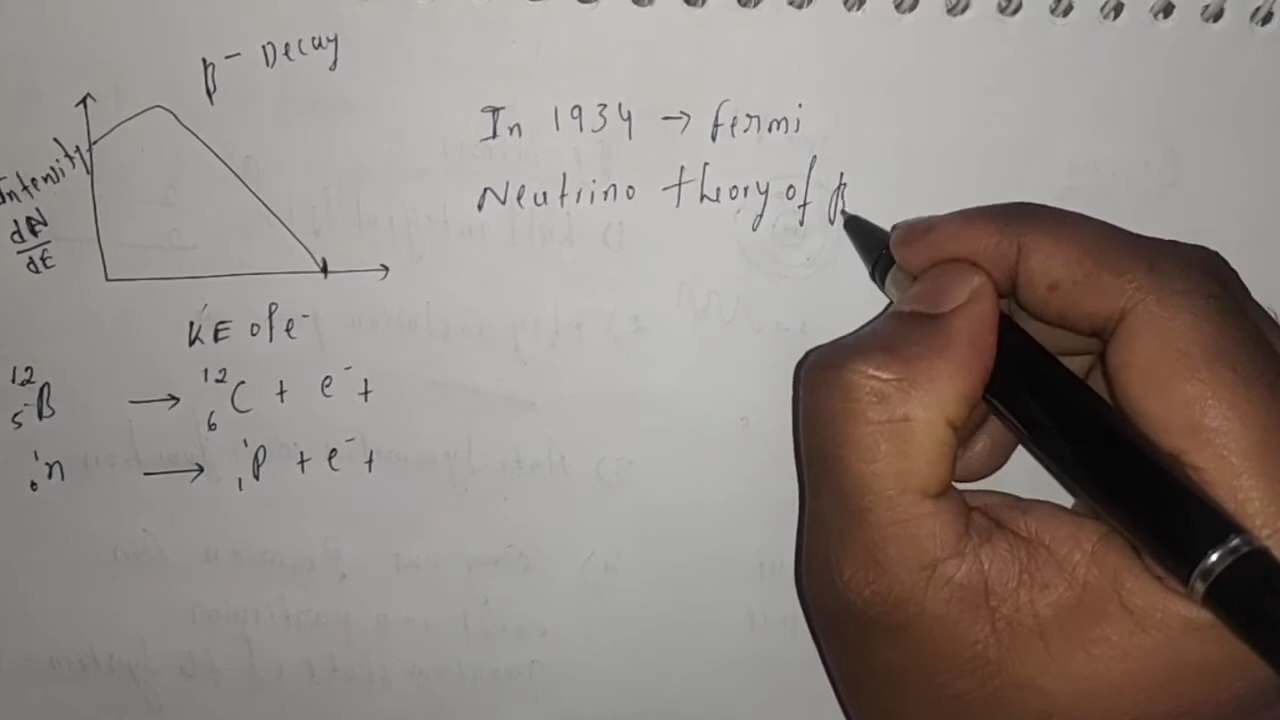 β⁻ Decay
Intensity
dN
dE
KE of e⁻
¹²₅B → ¹²₆C + e⁻ +
¹₀n → ¹₁P + e⁻ +
In 1934 → fermi
Neutrino theory of β